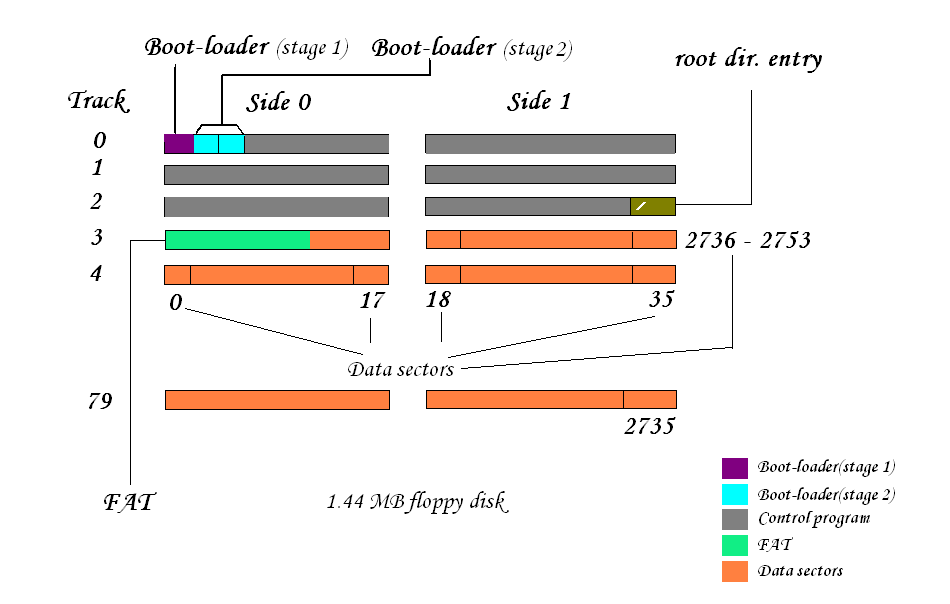 Boot-loader (stage 1) Boot-loader (stage 2)
root dir. entry
Track Side 0 Side 1
0
1
2
3 2736 - 2753
4
0 17 18 35
Data sectors
79
2735
FAT 1.44 MB floppy disk
Boot-loader(stage 1)
Boot-loader(stage 2)
Control program
FAT
Data sectors